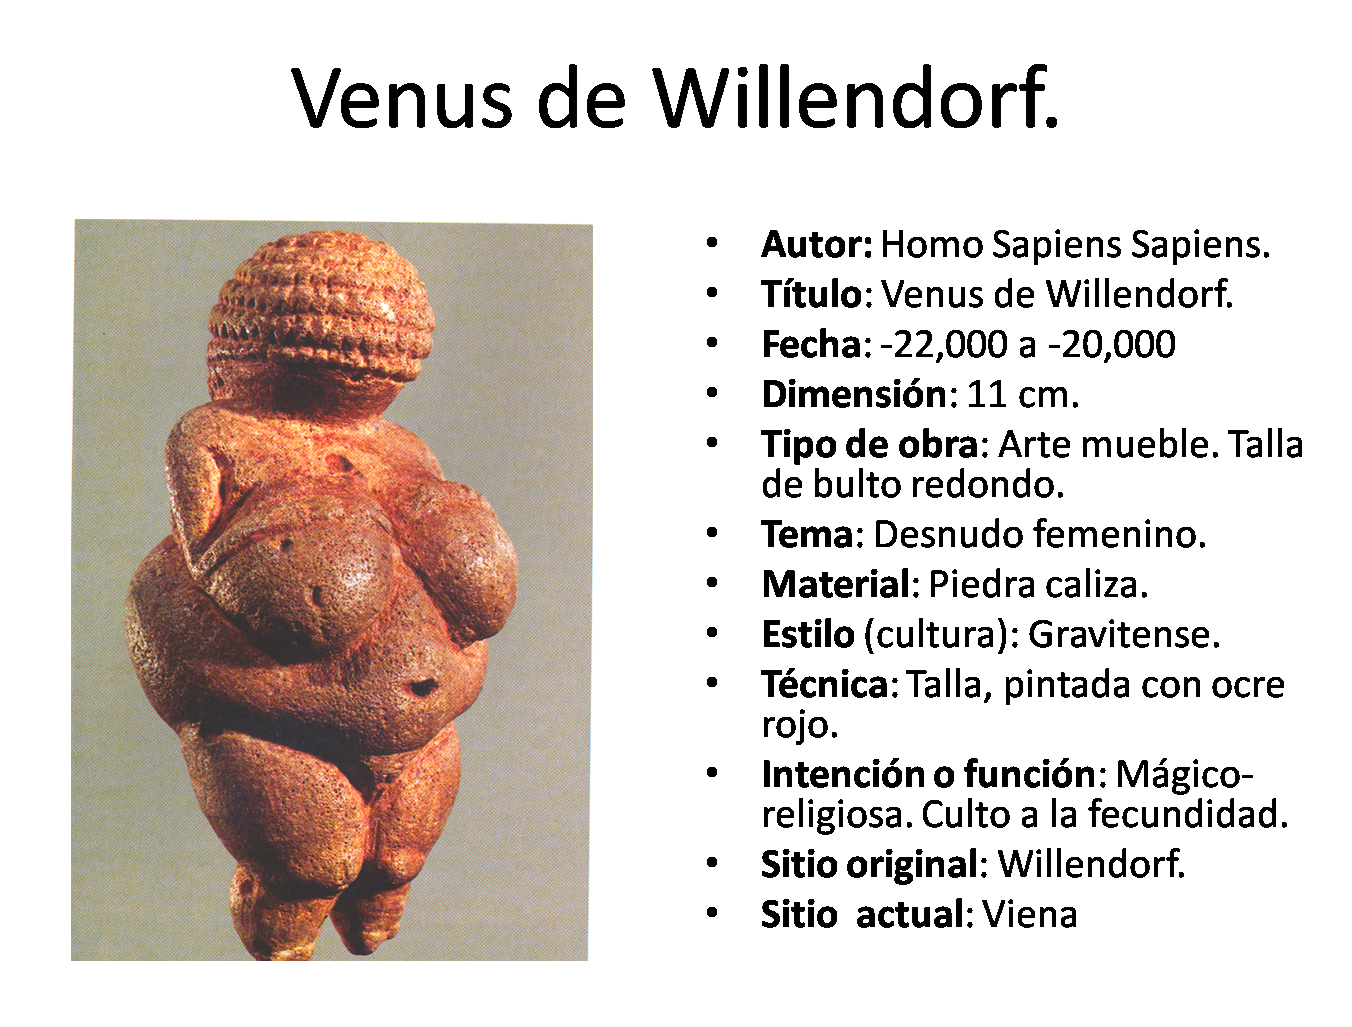 Venus de Willendorf.
• Autor: Homo Sapiens Sapiens.
• Título: Venus de Willendorf.
• Fecha: -22,000 a -20,000
• Dimensión: 11 cm.
• Tipo de obra: Arte mueble. Talla
de bulto redondo.
• Tema: Desnudo femenino.
• Material: Piedra caliza.
• Estilo (cultura): Gravitense.
• Técnica: Talla, pintada con ocre
rojo.
• Intención o función: Mágico-
religiosa. Culto a la fecundidad.
• Sitio original: Willendorf.
• Sitio  actual: Viena